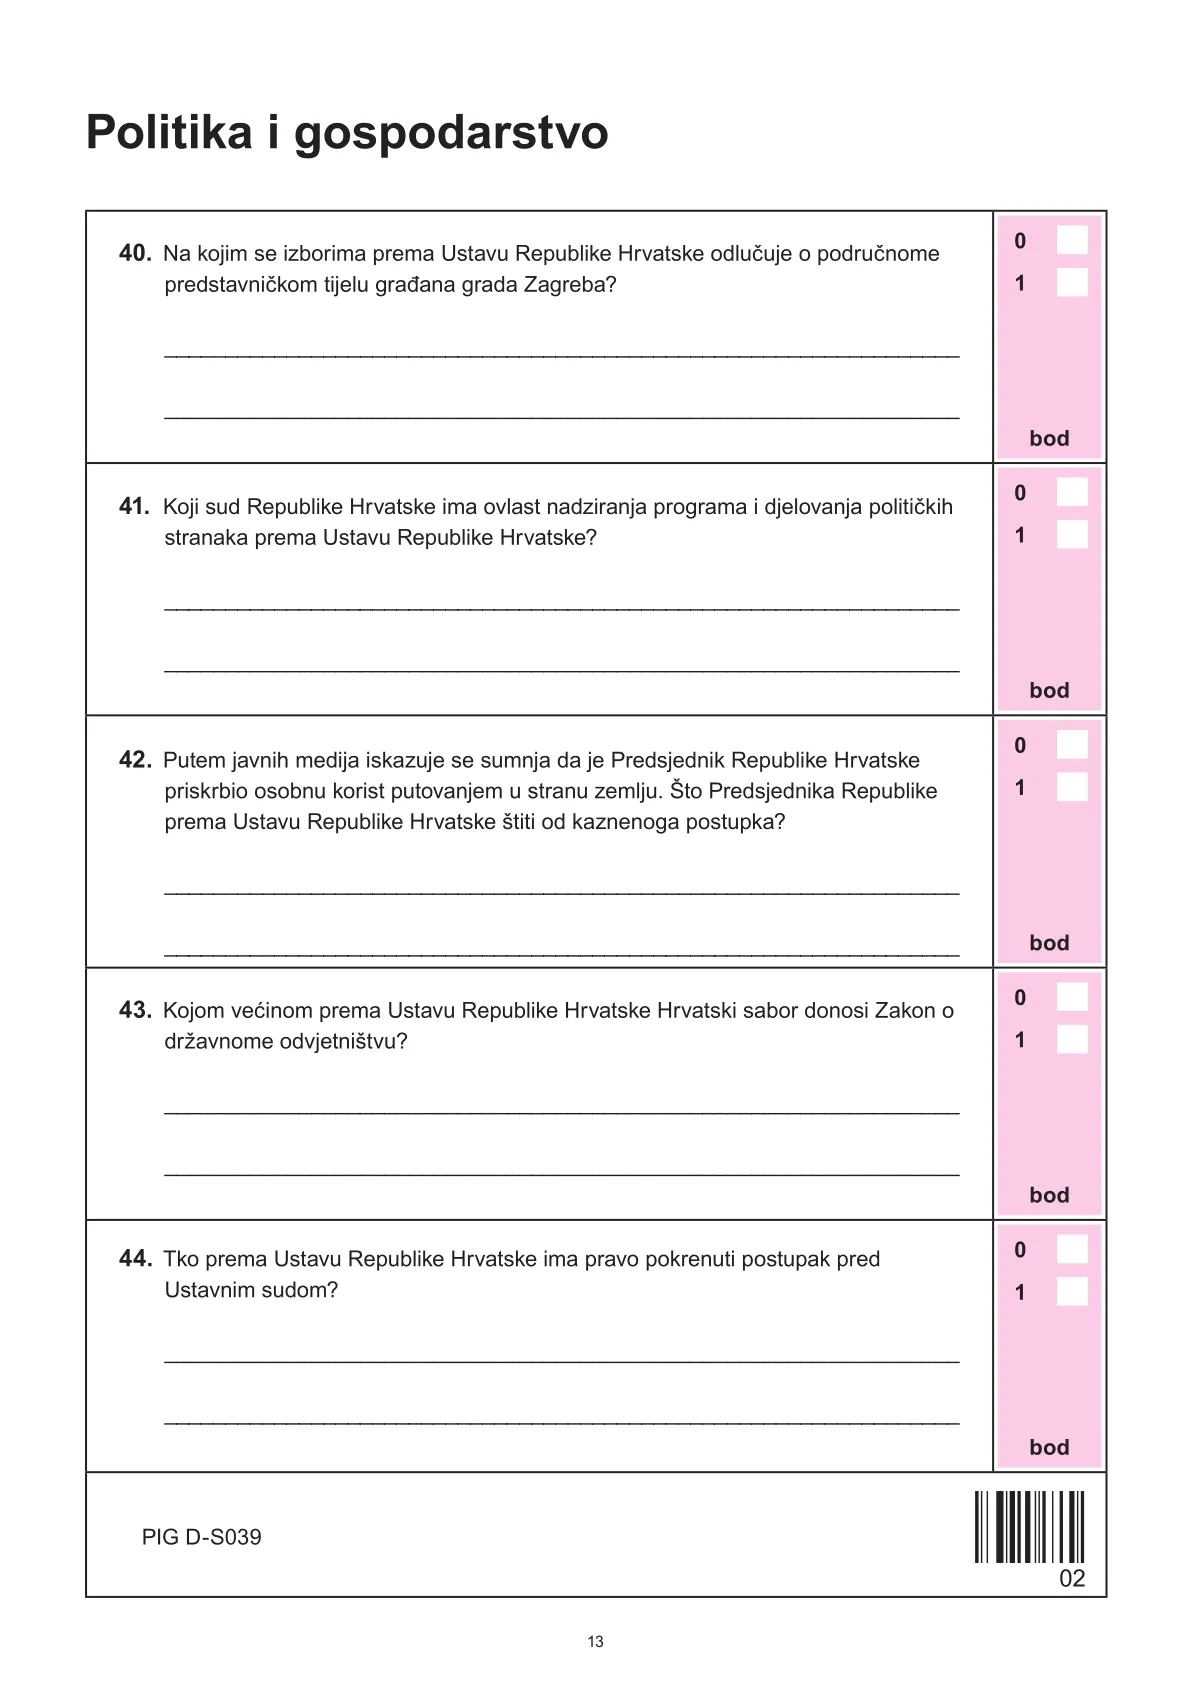 Politika i gospodarstvo
40. Na kojim se izborima prema Ustavu Republike Hrvatske odlučuje o područnome
predstavničkom tijelu građana grada Zagreba?
0
1
bod
41. Koji sud Republike Hrvatske ima ovlast nadziranja programa i djelovanja političkih
stranaka prema Ustavu Republike Hrvatske?
0
1
bod
42. Putem javnih medija iskazuje se sumnja da je Predsjednik Republike Hrvatske
priskrbio osobnu korist putovanjem u stranu zemlju. Što Predsjednika Republike
prema Ustavu Republike Hrvatske štiti od kaznenoga postupka?
0
1
bod
43. Kojom većinom prema Ustavu Republike Hrvatske Hrvatski sabor donosi Zakon o
državnome odvjetništvu?
0
1
bod
44. Tko prema Ustavu Republike Hrvatske ima pravo pokrenuti postupak pred
Ustavnim sudom?
0
1
bod
PIG D-S039
02
13